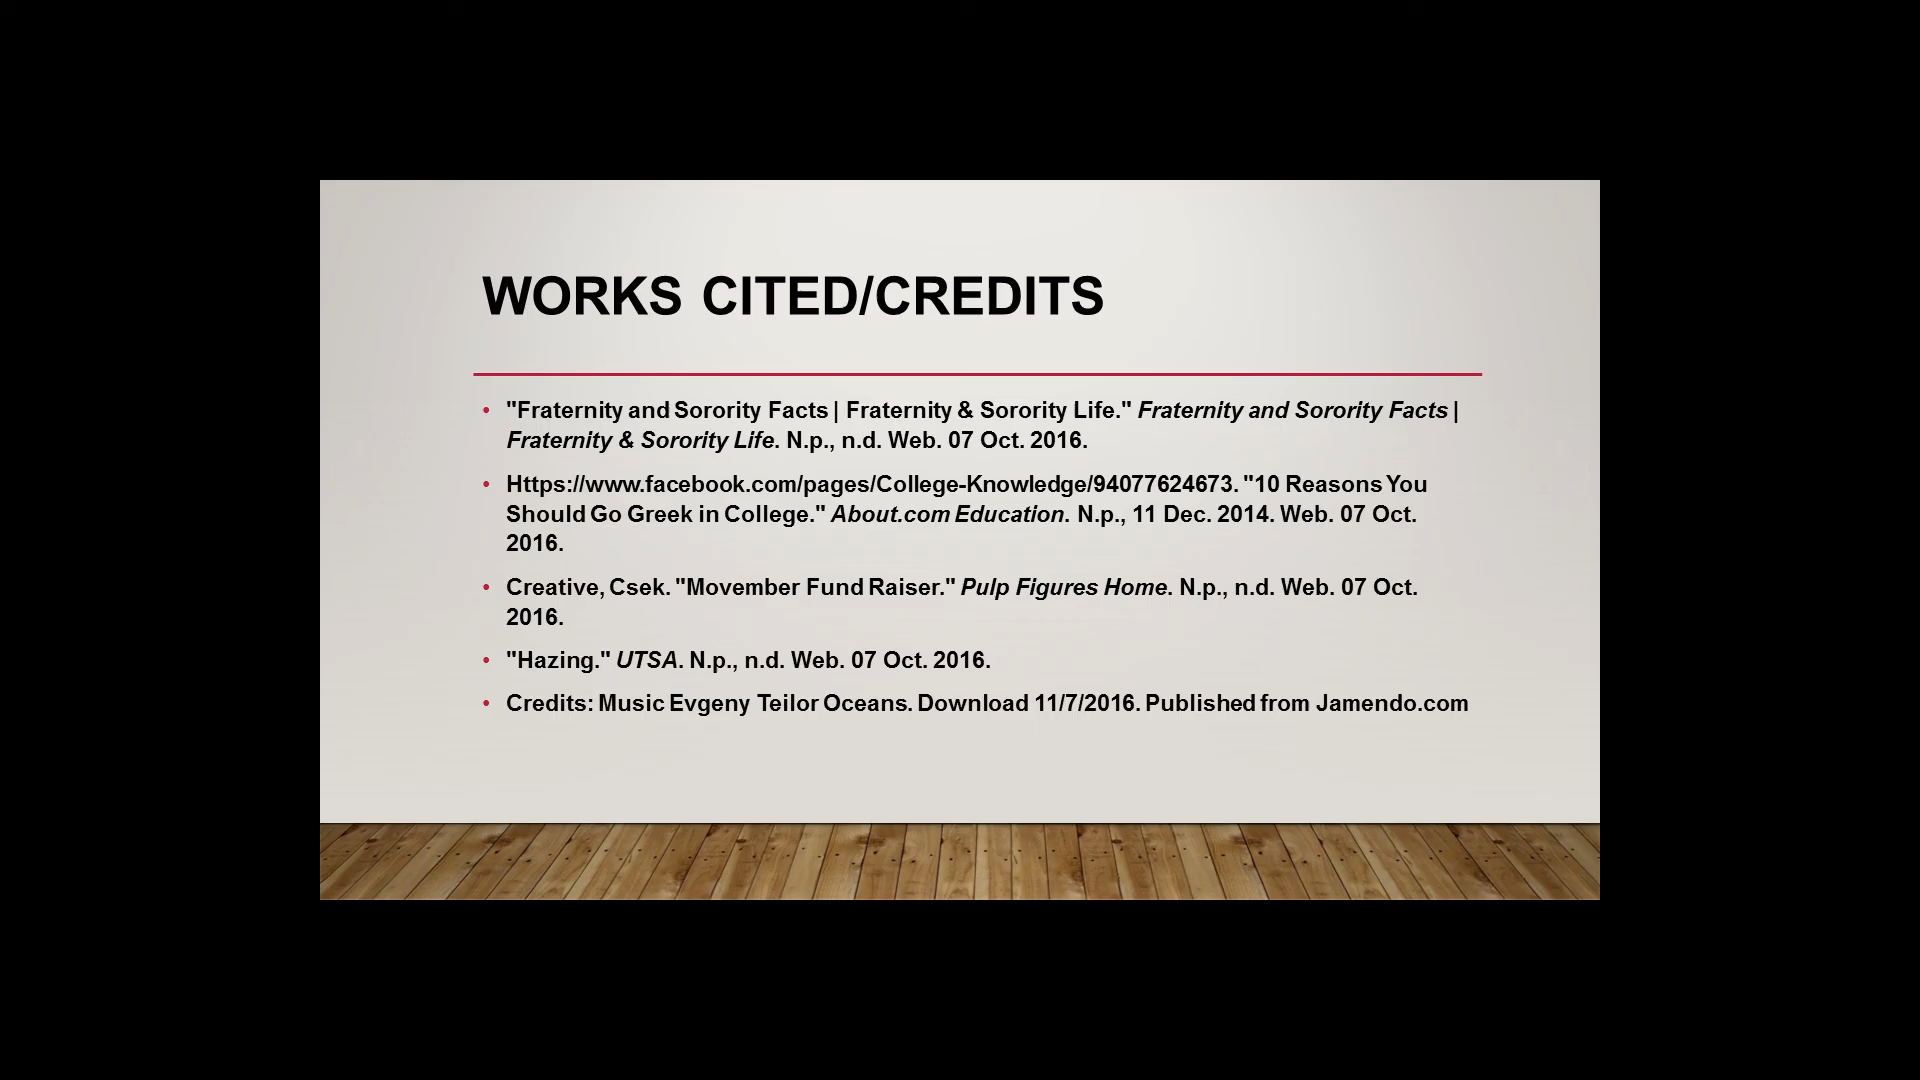 WORKS CITED/CREDITS
• "Fraternity and Sorority Facts | Fraternity & Sorority Life." Fraternity and Sorority Facts |
Fraternity & Sorority Life. N.p., n.d. Web. 07 Oct. 2016.
• Https://www.facebook.com/pages/College-Knowledge/94077624673. "10 Reasons You
Should Go Greek in College." About.com Education. N.p., 11 Dec. 2014. Web. 07 Oct.
2016.
• Creative, Csek. "Movember Fund Raiser." Pulp Figures Home. N.p., n.d. Web. 07 Oct.
2016.
• "Hazing." UTSA. N.p., n.d. Web. 07 Oct. 2016.
• Credits: Music Evgeny Teilor Oceans. Download 11/7/2016. Published from Jamendo.com